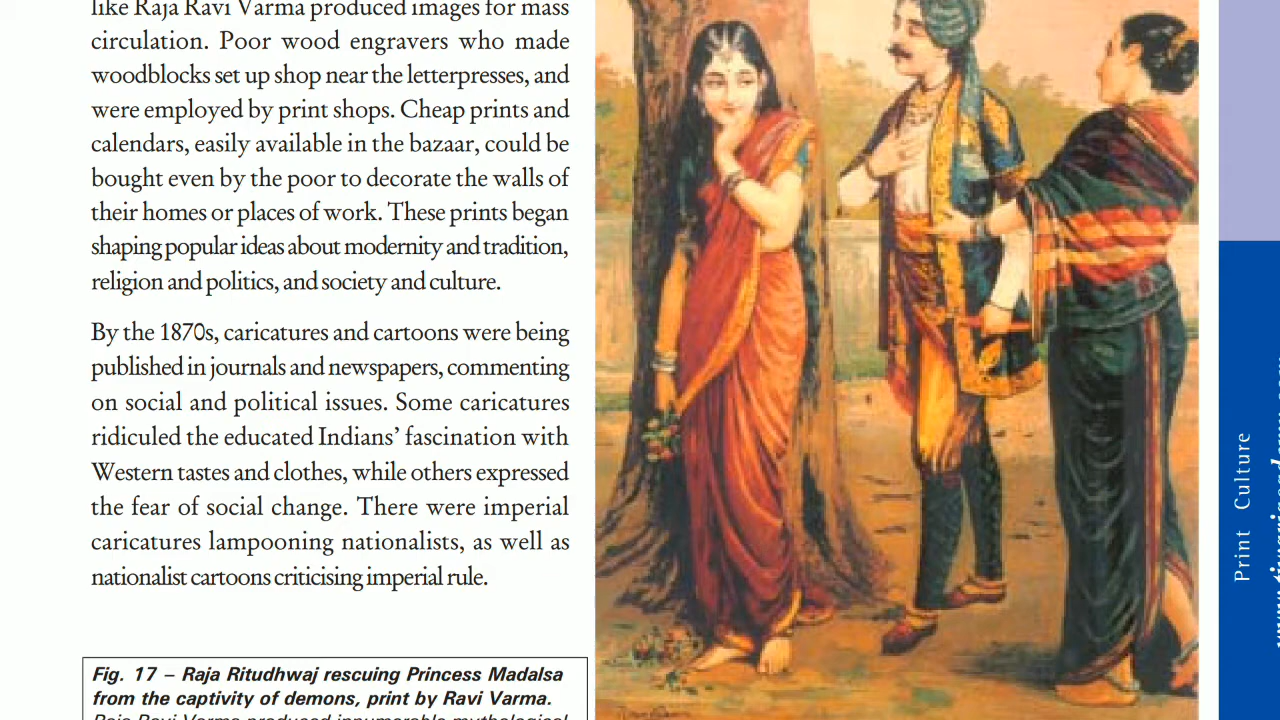 like Raja Ravi Varma produced images for mass
circulation. Poor wood engravers who made
woodblocks set up shop near the letterpresses, and
were employed by print shops. Cheap prints and
calendars, easily available in the bazaar, could be
bought even by the poor to decorate the walls of
their homes or places of work. These prints began
shaping popular ideas about modernity and tradition,
religion and politics, and society and culture.
By the 1870s, caricatures and cartoons were being
published in journals and newspapers, commenting
on social and political issues. Some caricatures
ridiculed the educated Indians’ fascination with
Western tastes and clothes, while others expressed
the fear of social change. There were imperial
caricatures lampooning nationalists, as well as
nationalist cartoons criticising imperial rule.
Fig. 17 – Raja Ritudhwaj rescuing Princess Madalsa
from the captivity of demons, print by Ravi Varma.
Raja Ravi Varma produced innumerable mythological
Print Culture